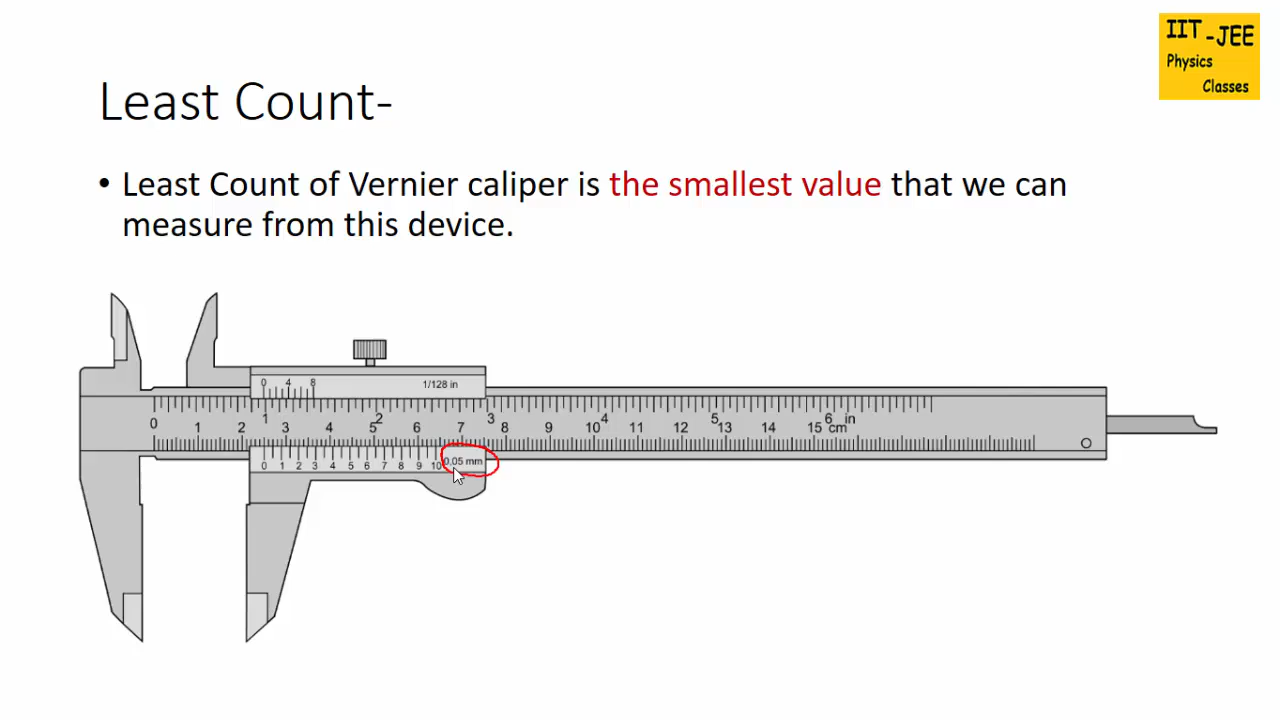 IIT -JEE
Physics
Classes
Least Count-
• Least Count of Vernier caliper is the smallest value that we can
measure from this device.
0 4 8 1/128 in
1 2 3 4 5 6 in
0 1 2 3 4 5 6 7 8 9 10 11 12 13 14 15 cm
0 1 2 3 4 5 6 7 8 9 10 0.05 mm